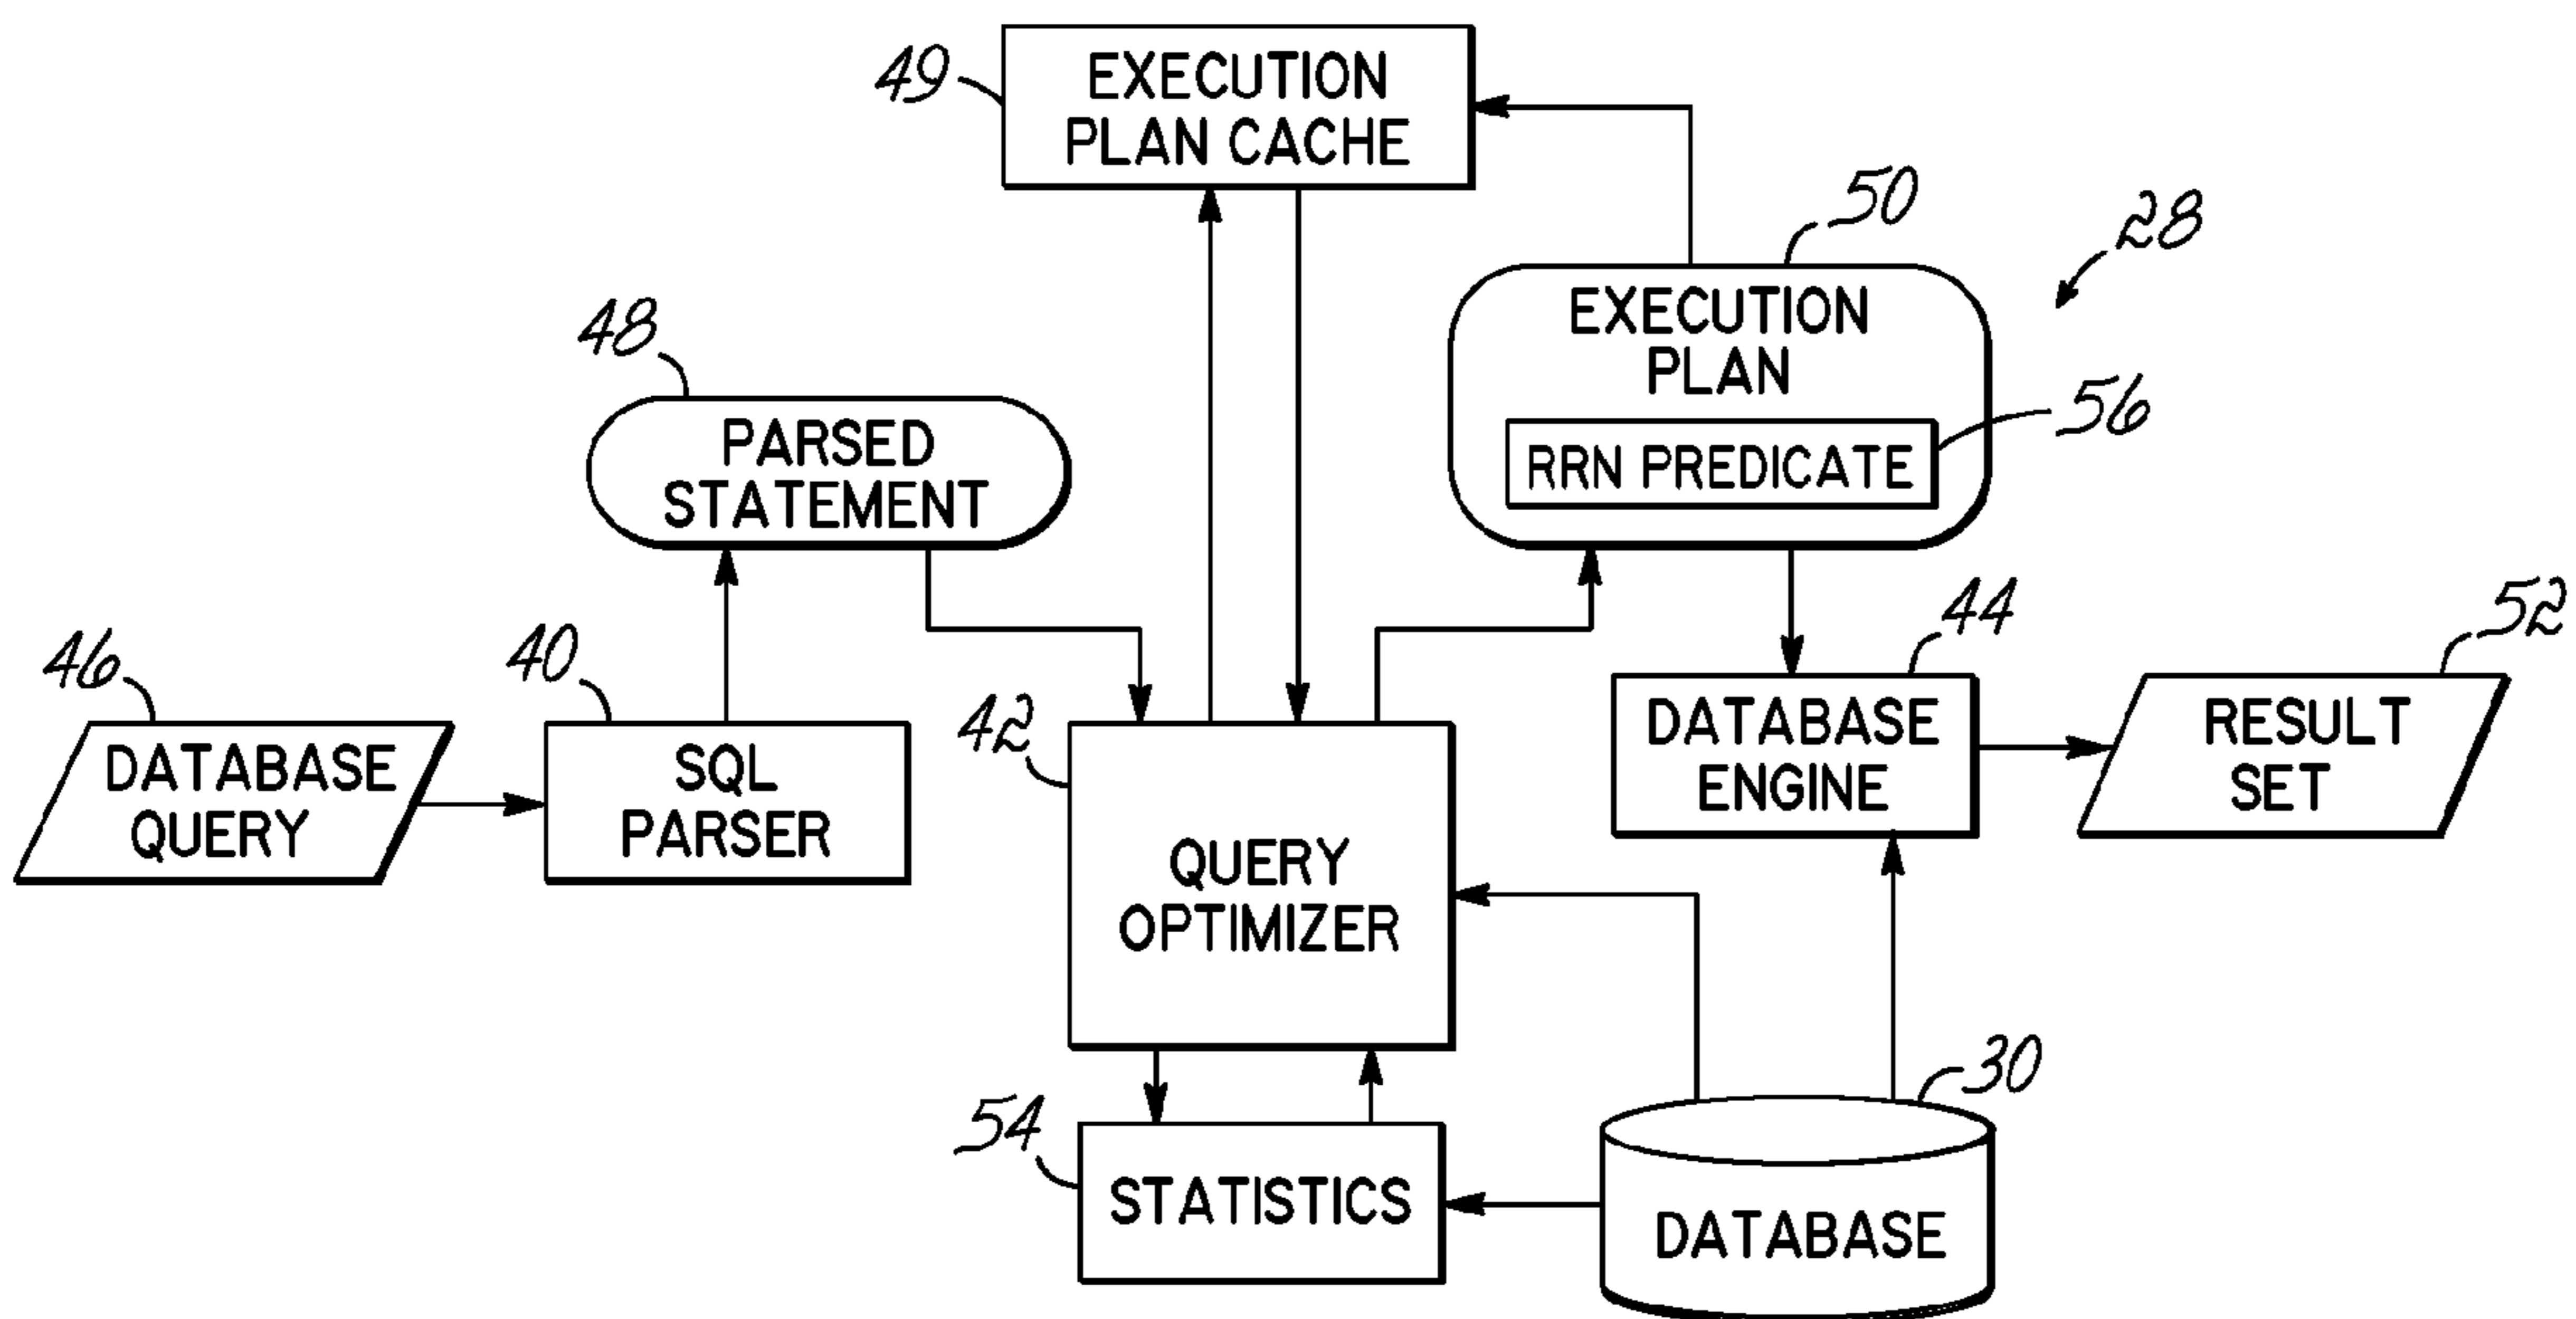 49
EXECUTION
PLAN CACHE
50
28
EXECUTION
PLAN
56
RRN PREDICATE
48
PARSED
STATEMENT
46
DATABASE
QUERY
40
SQL
PARSER
42
QUERY
OPTIMIZER
44
DATABASE
ENGINE
52
RESULT
SET
54
STATISTICS
30
DATABASE